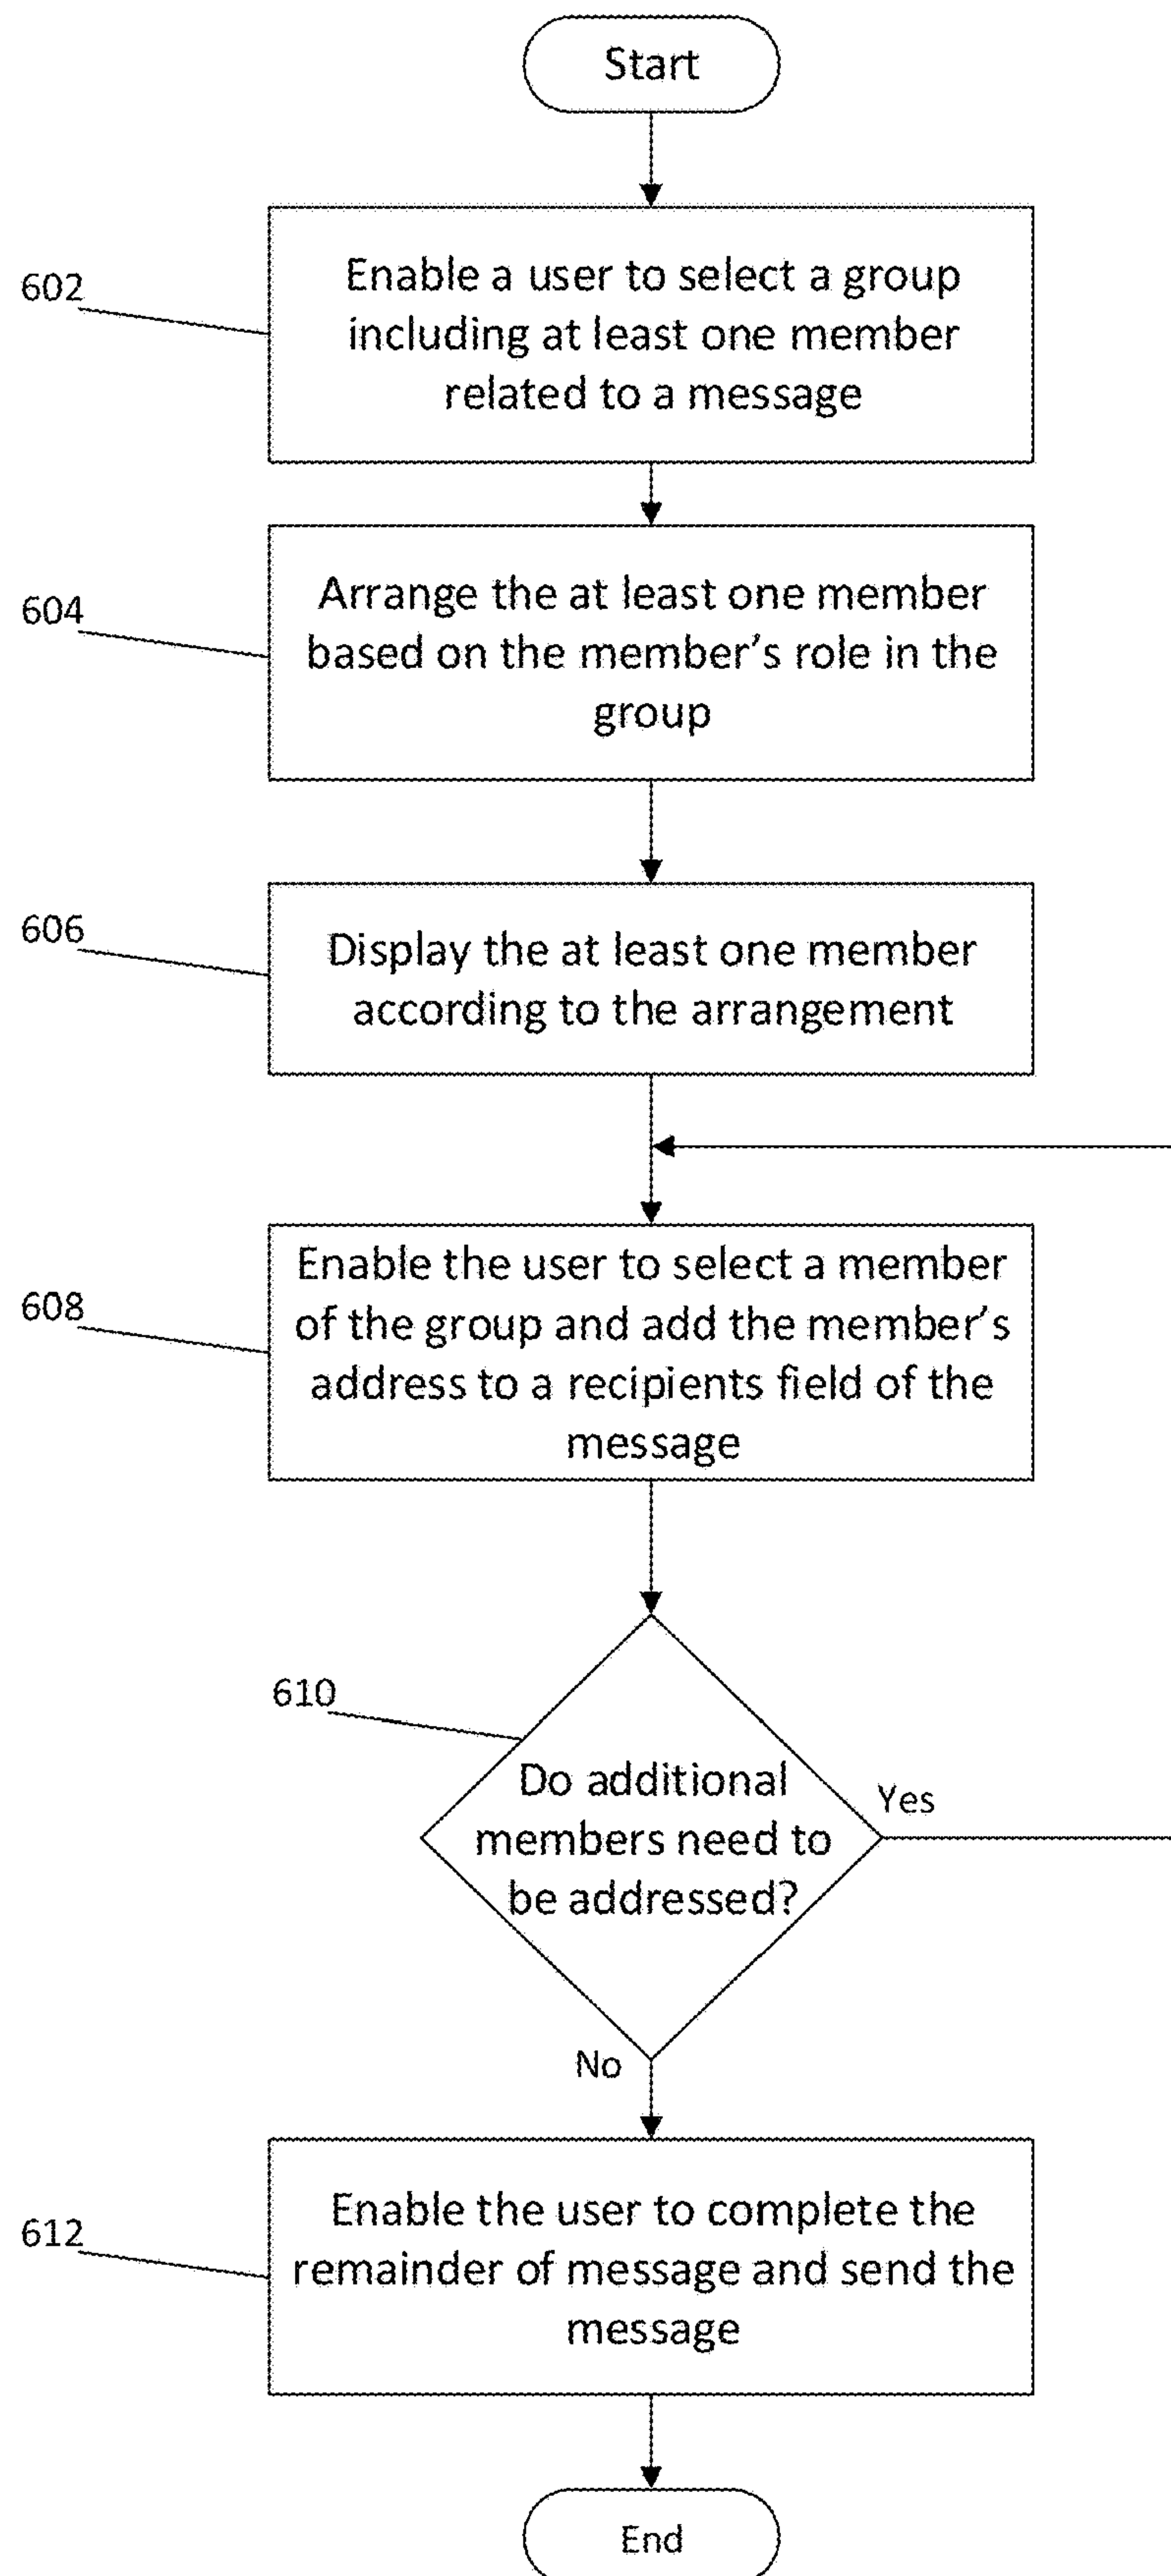 Start
602
Enable a user to select a group
including at least one member
related to a message
604
Arrange the at least one member
based on the member's role in the
group
606
Display the at least one member
according to the arrangement
608
Enable the user to select a member
of the group and add the member's
address to a recipients field of the
message
610
Do additional
members need to
be addressed?
Yes
No
612
Enable the user to complete the
remainder of message and send the
message
End